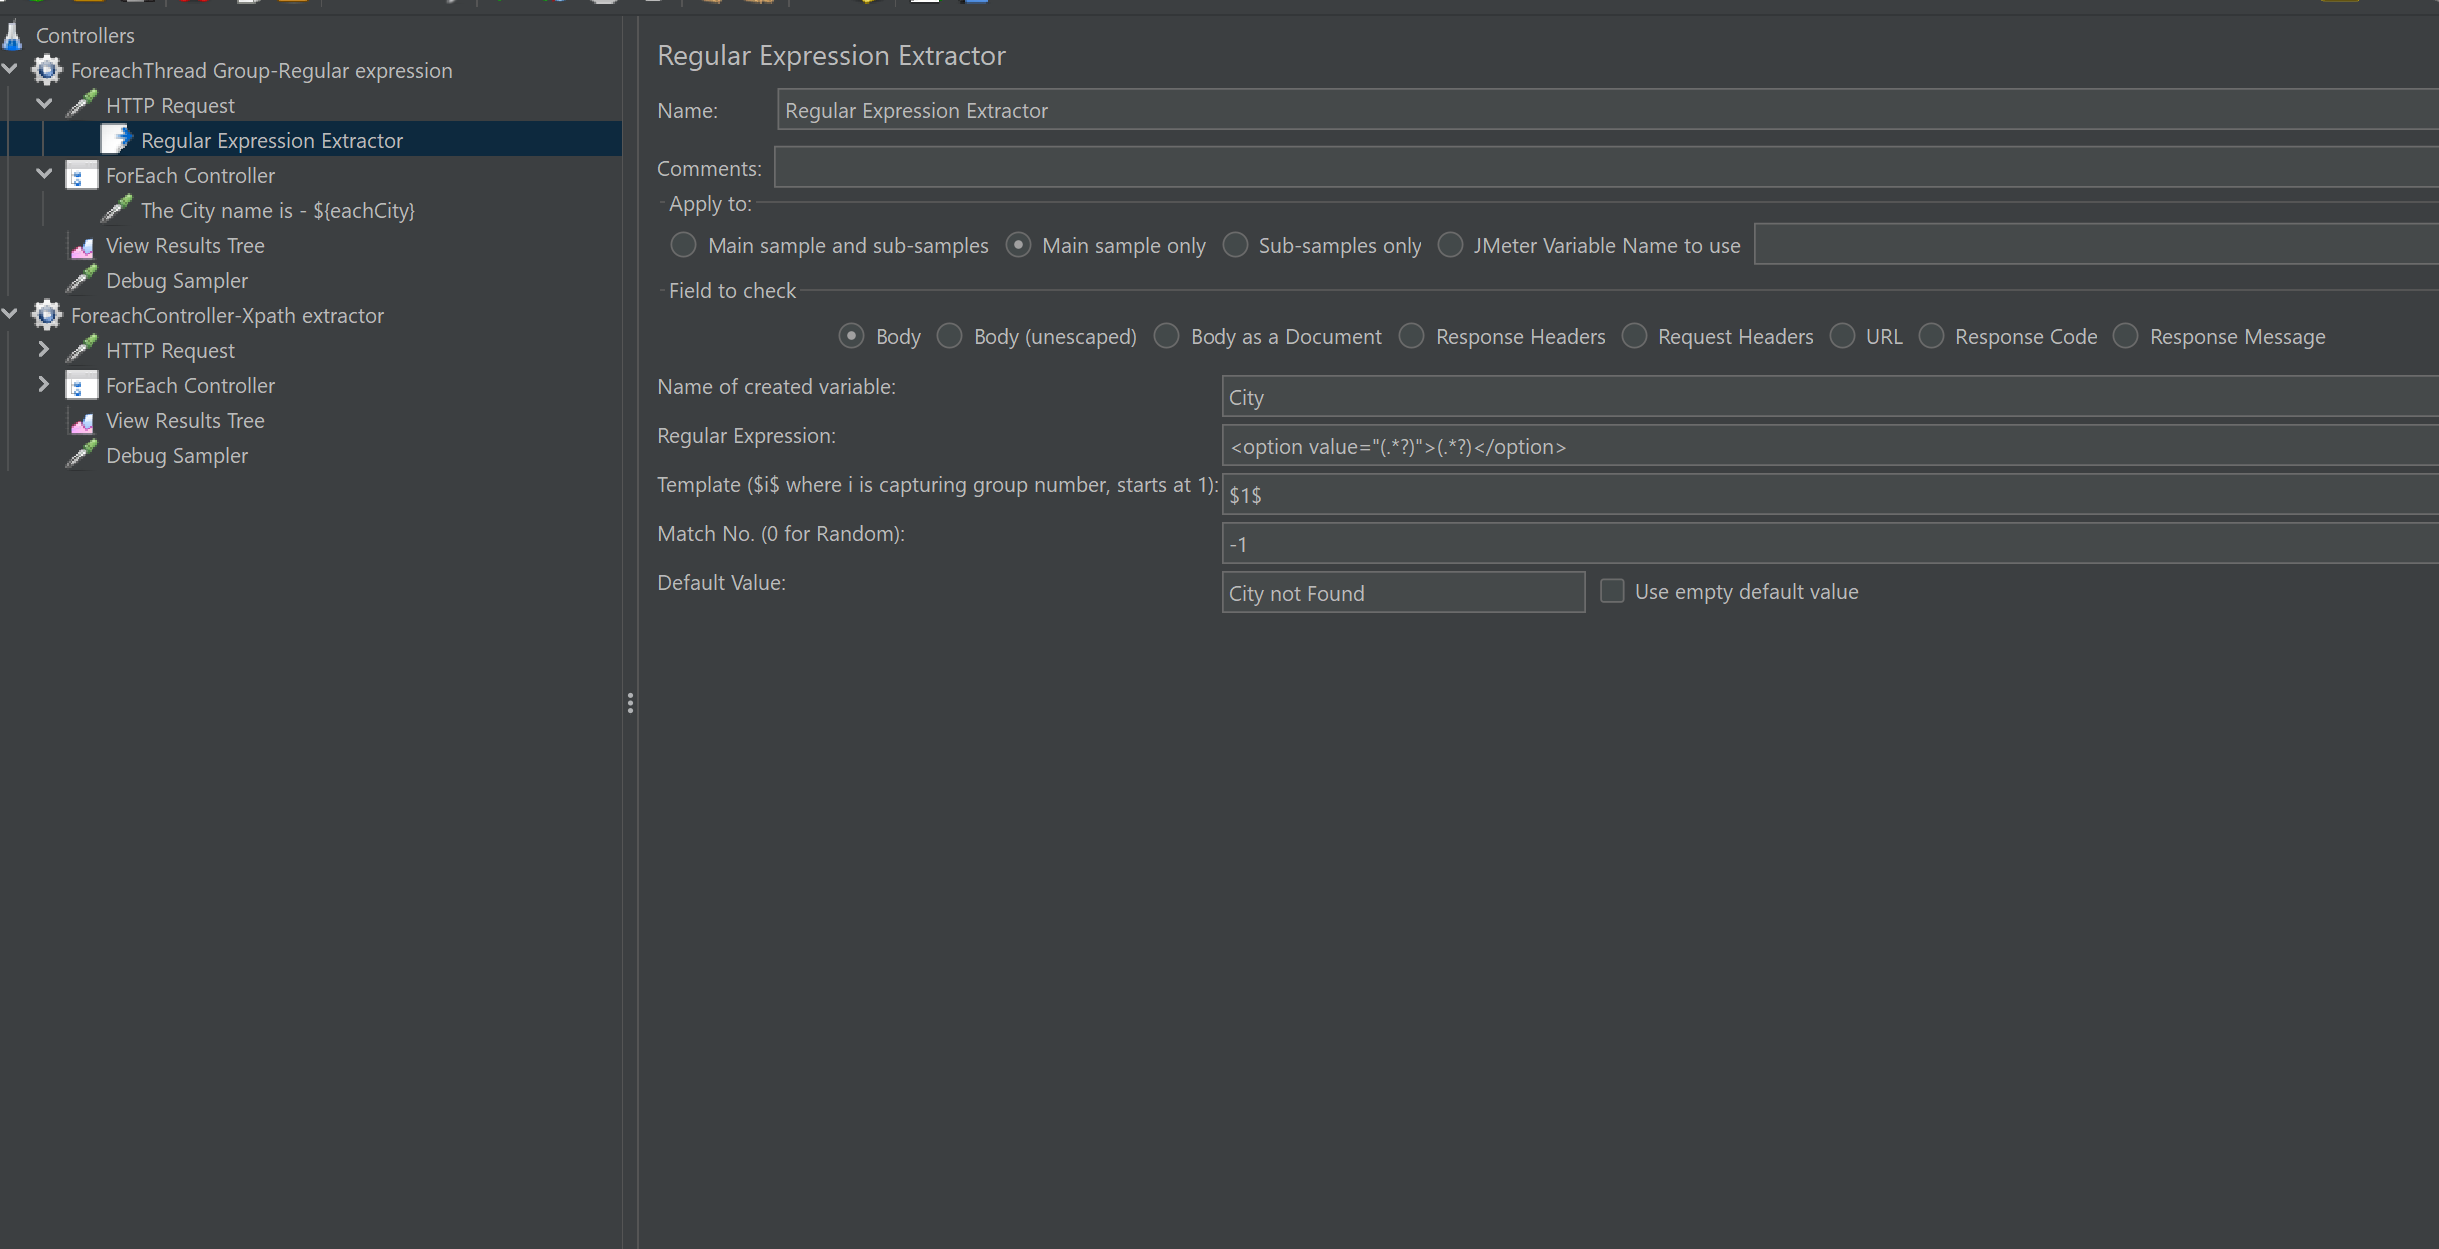 Controllers
ForeachThread Group-Regular expression
HTTP Request
Regular Expression Extractor
ForEach Controller
The City name is - ${eachCity}
View Results Tree
Debug Sampler
ForeachController-Xpath extractor
HTTP Request
ForEach Controller
View Results Tree
Debug Sampler
Regular Expression Extractor
Name: Regular Expression Extractor
Comments:
Apply to:
Main sample and sub-samples Main sample only Sub-samples only JMeter Variable Name to use
Field to check
Body Body (unescaped) Body as a Document Response Headers Request Headers URL Response Code Response Message
Name of created variable: City
Regular Expression: <option value="(.*?)">(.*?)</option>
Template ($i$ where i is capturing group number, starts at 1): $1$
Match No. (0 for Random): -1
Default Value: City not Found Use empty default value